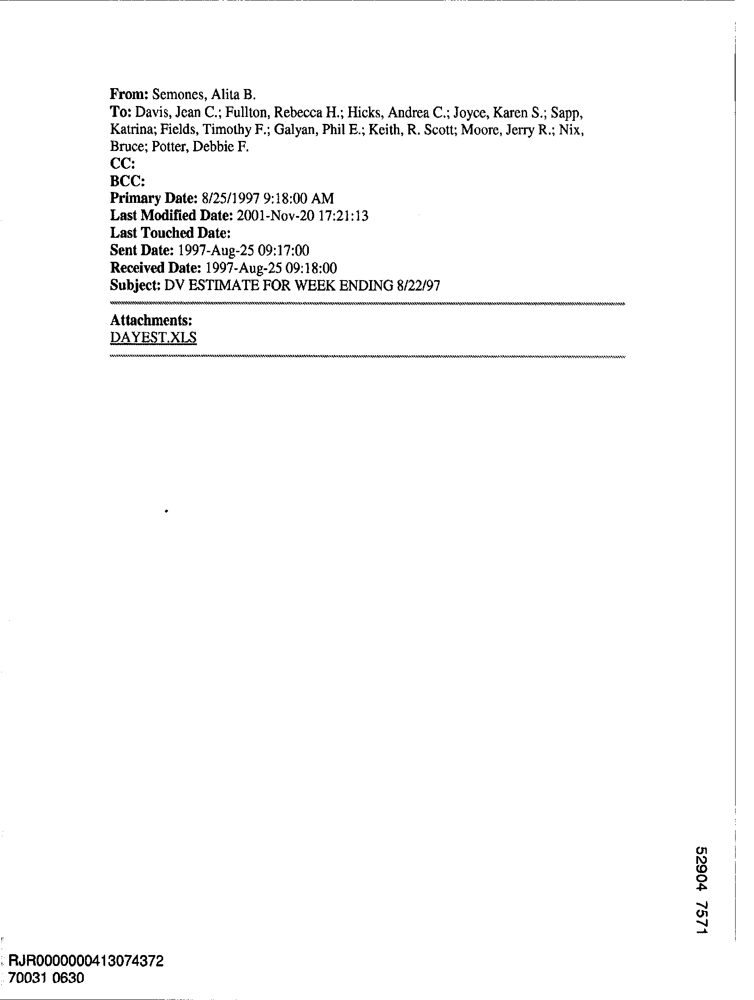 From: Semones, Alita B.
To: Davis, Jean C.; Fullton, Rebecca H.; Hicks, Andrea C.; Joyce, Karen S.; Sapp,
Katrina; Fields, Timothy F.; Galyan, Phil E.; Keith, R. Scott; Moore, Jerry R.; Nix,
Bruce; Potter, Debbie F.
CC:
BCC:
Primary Date: 8/25/1997 9:18:00 AM
Last Modified Date: 2001-Nov-20 17:21:13
Last Touched Date:
Sent Date: 1997-Aug-25 09:17:00
Received Date: 1997-Aug-25 09:18:00
Subject: DV ESTIMATE FOR WEEK ENDING 8/22/97
Attachments:
DAYEST.XLS
52904 7571
RJR0000000413074372
70031 0630